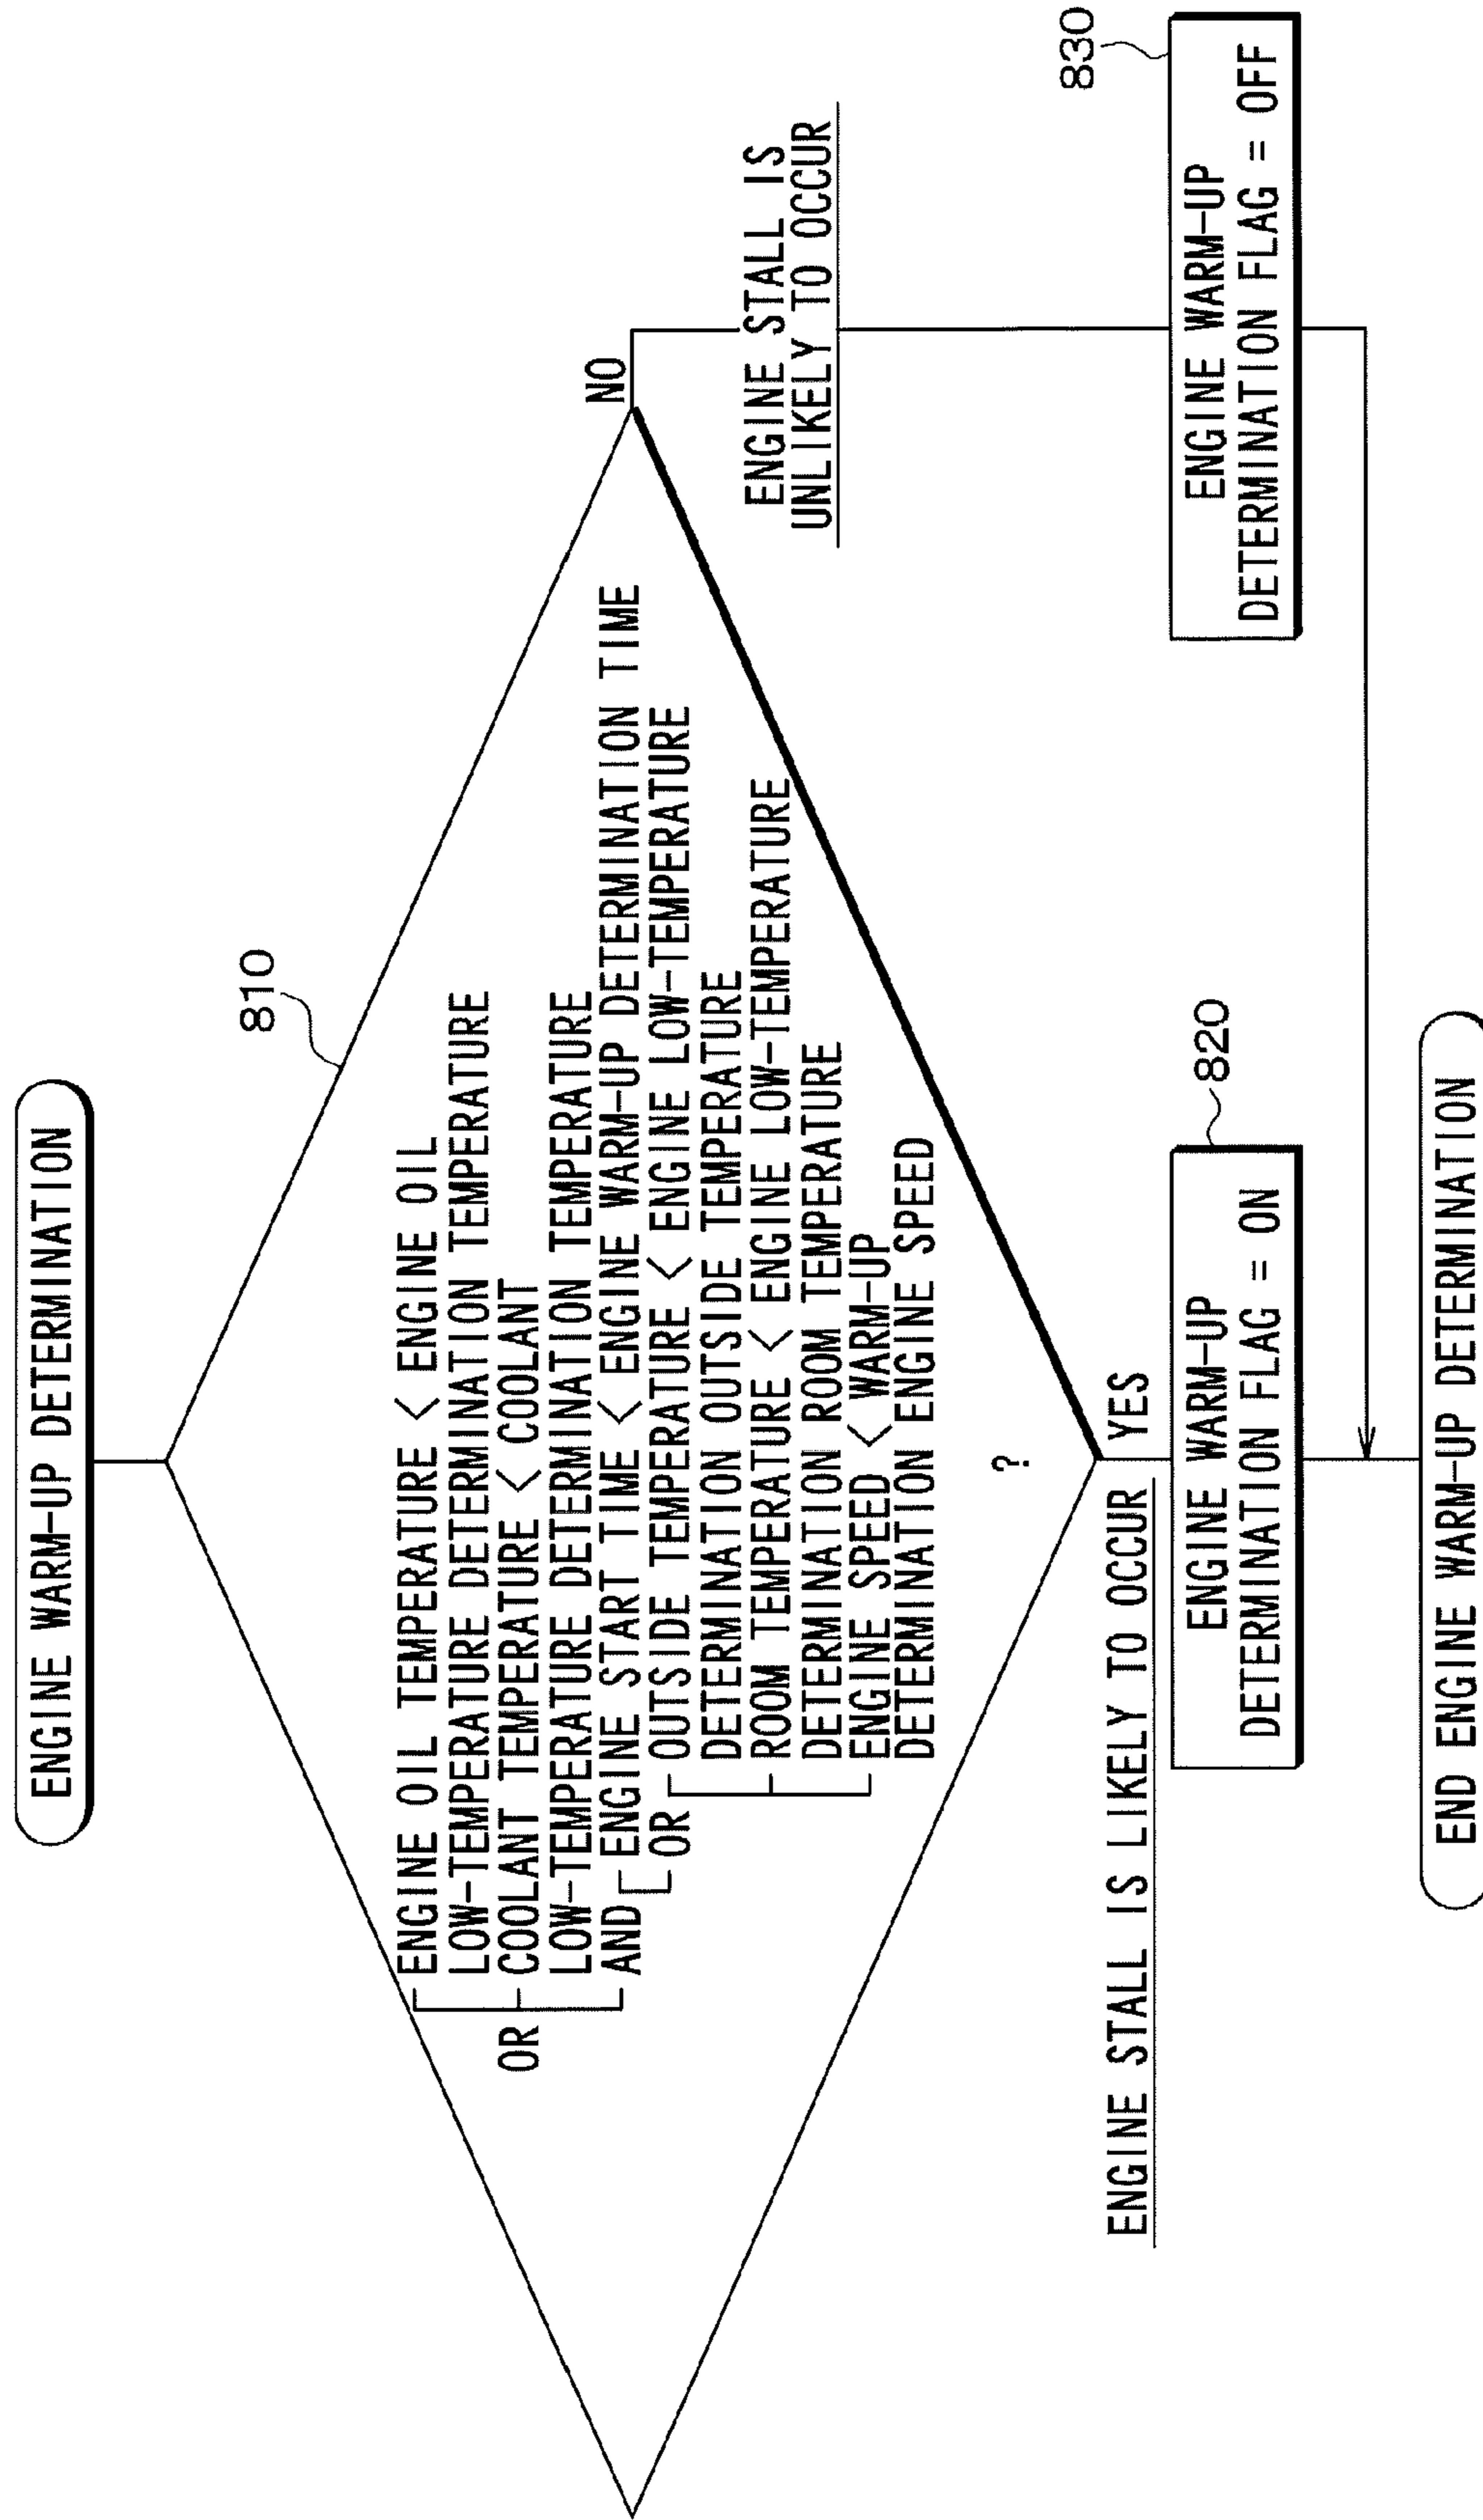 ENGINE WARM-UP DETERMINATION
810
ENGINE OIL TEMPERATURE < ENGINE OIL
LOW-TEMPERATURE DETERMINATION TEMPERATURE
OR
COOLANT TEMPERATURE < COOLANT
LOW-TEMPERATURE DETERMINATION TEMPERATURE
AND
ENGINE START TIME < ENGINE WARM-UP DETERMINATION TIME
OR
OUTSIDE TEMPERATURE < ENGINE LOW-TEMPERATURE
DETERMINATION OUTSIDE TEMPERATURE
ROOM TEMPERATURE < ENGINE LOW-TEMPERATURE
DETERMINATION ROOM TEMPERATURE
ENGINE SPEED < WARM-UP
DETERMINATION ENGINE SPEED
?
NO
ENGINE STALL IS
UNLIKELY TO OCCUR
830
ENGINE WARM-UP
DETERMINATION FLAG = OFF
ENGINE STALL IS LIKELY TO OCCUR
YES
820
ENGINE WARM-UP
DETERMINATION FLAG = ON
END ENGINE WARM-UP DETERMINATION